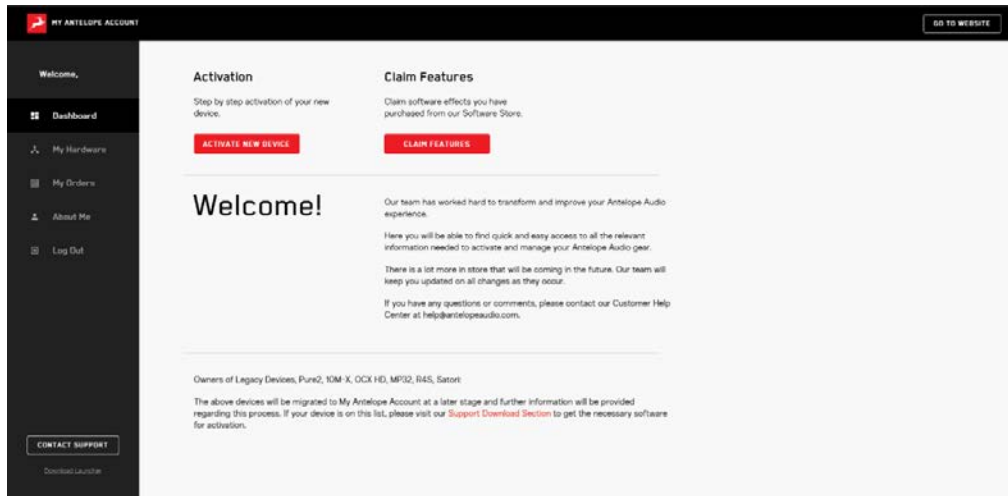 MY ANTELOPE ACCOUNT
GO TO WEBSITE
Welcome,
Dashboard
My Hardware
My Orders
About Me
Log Out
CONTACT SUPPORT
Download Launcher
Activation
Step by step activation of your new
device.
ACTIVATE NEW DEVICE
Claim Features
Claim software effects you have
purchased from our Software Store.
CLAIM FEATURES
Welcome!
Our team has worked hard to transform and improve your Antelope Audio
experience.
Here you will be able to find quick and easy access to all the relevant
information needed to activate and manage your Antelope Audio gear.
There is a lot more in store that will be coming in the future. Our team will
keep you updated on all changes as they occur.
If you have any questions or comments, please contact our Customer Help
Center at help@antelopeaudio.com.
Owners of Legacy Devices, Pure2, 10M-X, OCX HD, MP32, R4S, Satori:
The above devices will be migrated to My Antelope Account at a later stage and further information will be provided
regarding this process. If your device is on this list, please visit our Support Download Section to get the necessary software
for activation.